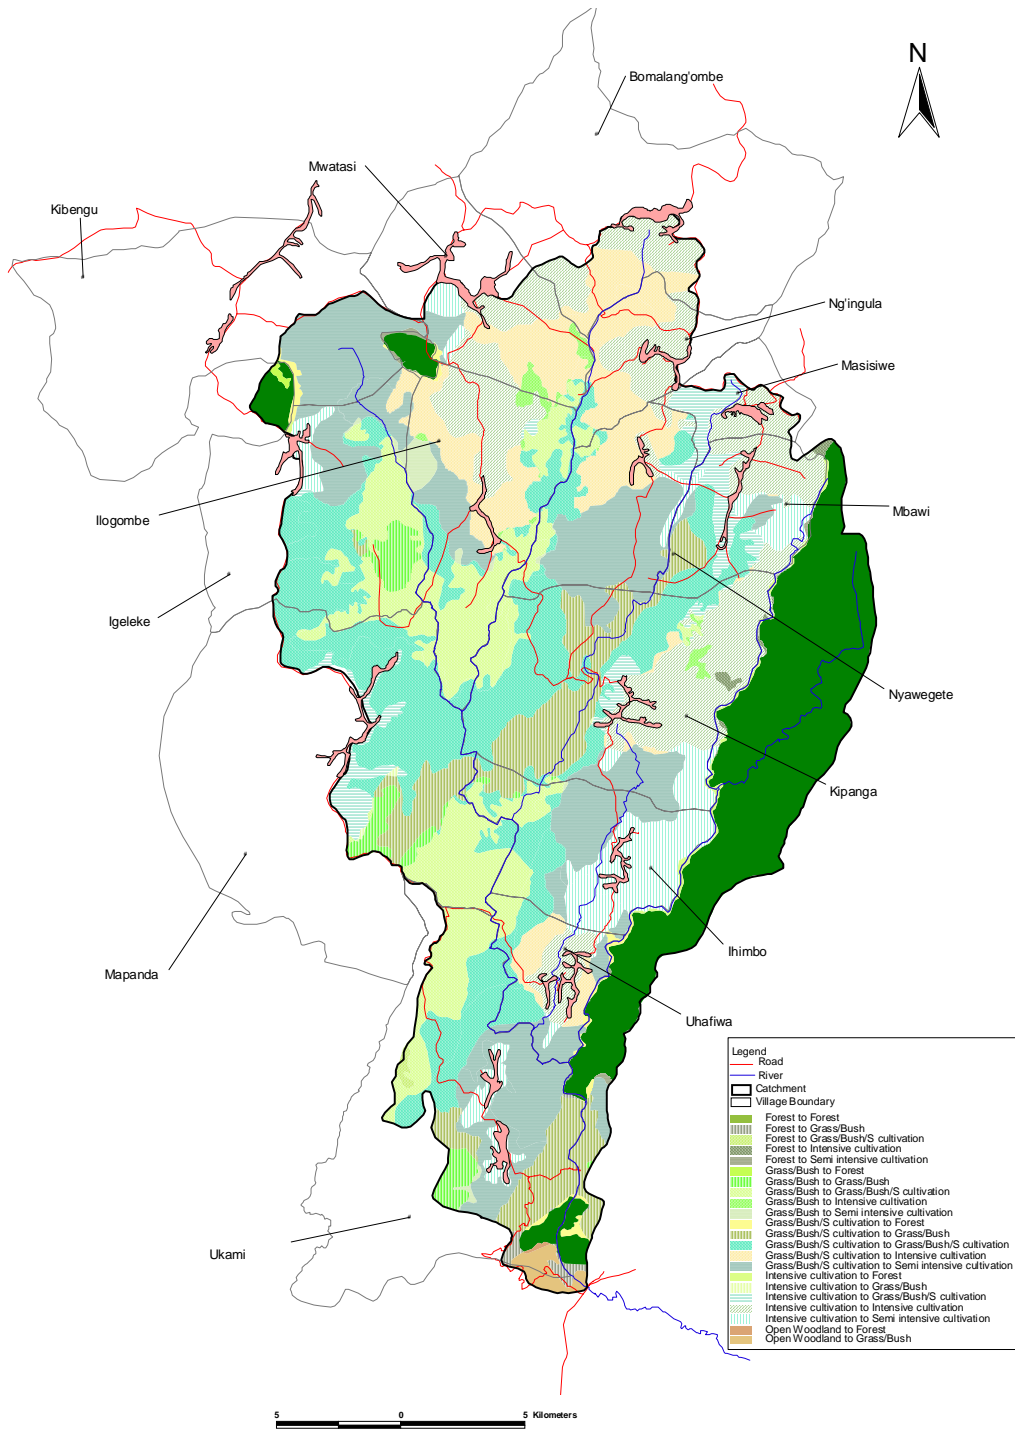 N
Bomalang'ombe
Mwatasi
Kibengu
Ng'ingula
Masisiwe
Ilogombe
Mbawi
Igeleke
Nyawegete
Kipanga
Ihimbo
Mapanda
Uhafiwa
Ukami
Legend
Road
River
Catchment
Village Boundary
Forest to Forest
Forest to Grass/Bush
Forest to Grass/Bush/S cultivation
Forest to Intensive cultivation
Forest to Semi intensive cultivation
Grass/Bush to Forest
Grass/Bush to Grass/Bush
Grass/Bush to Grass/Bush/S cultivation
Grass/Bush to Intensive cultivation
Grass/Bush to Semi intensive cultivation
Grass/Bush/S cultivation to Forest
Grass/Bush/S cultivation to Grass/Bush
Grass/Bush/S cultivation to Grass/Bush/S cultivation
Grass/Bush/S cultivation to Intensive cultivation
Grass/Bush/S cultivation to Semi intensive cultivation
Intensive cultivation to Forest
Intensive cultivation to Grass/Bush
Intensive cultivation to Grass/Bush/S cultivation
Intensive cultivation to Intensive cultivation
Intensive cultivation to Semi intensive cultivation
Open Woodland to Forest
Open Woodland to Grass/Bush
5 0 5 Kilometers